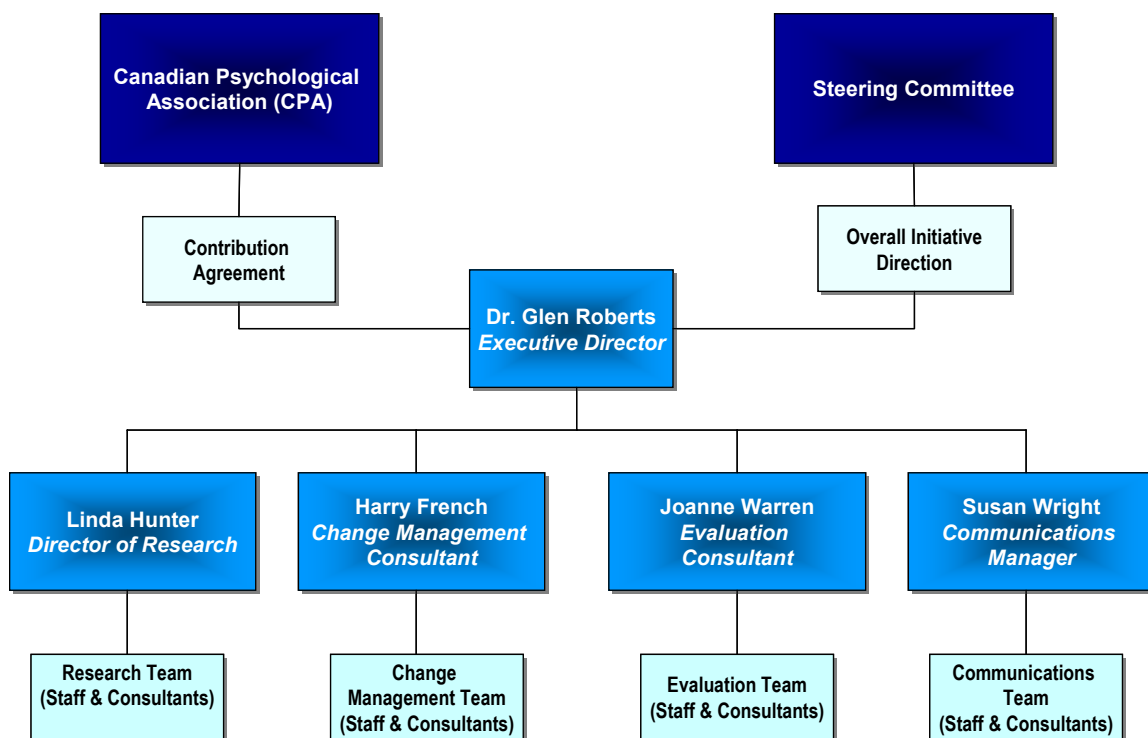 Canadian Psychological
Association (CPA)
Steering Committee
Contribution
Agreement
Overall Initiative
Direction
Dr. Glen Roberts
Executive Director
Linda Hunter
Director of Research
Harry French
Change Management
Consultant
Joanne Warren
Evaluation
Consultant
Susan Wright
Communications
Manager
Research Team
(Staff & Consultants)
Change
Management Team
(Staff & Consultants)
Evaluation Team
(Staff & Consultants)
Communications
Team
(Staff & Consultants)